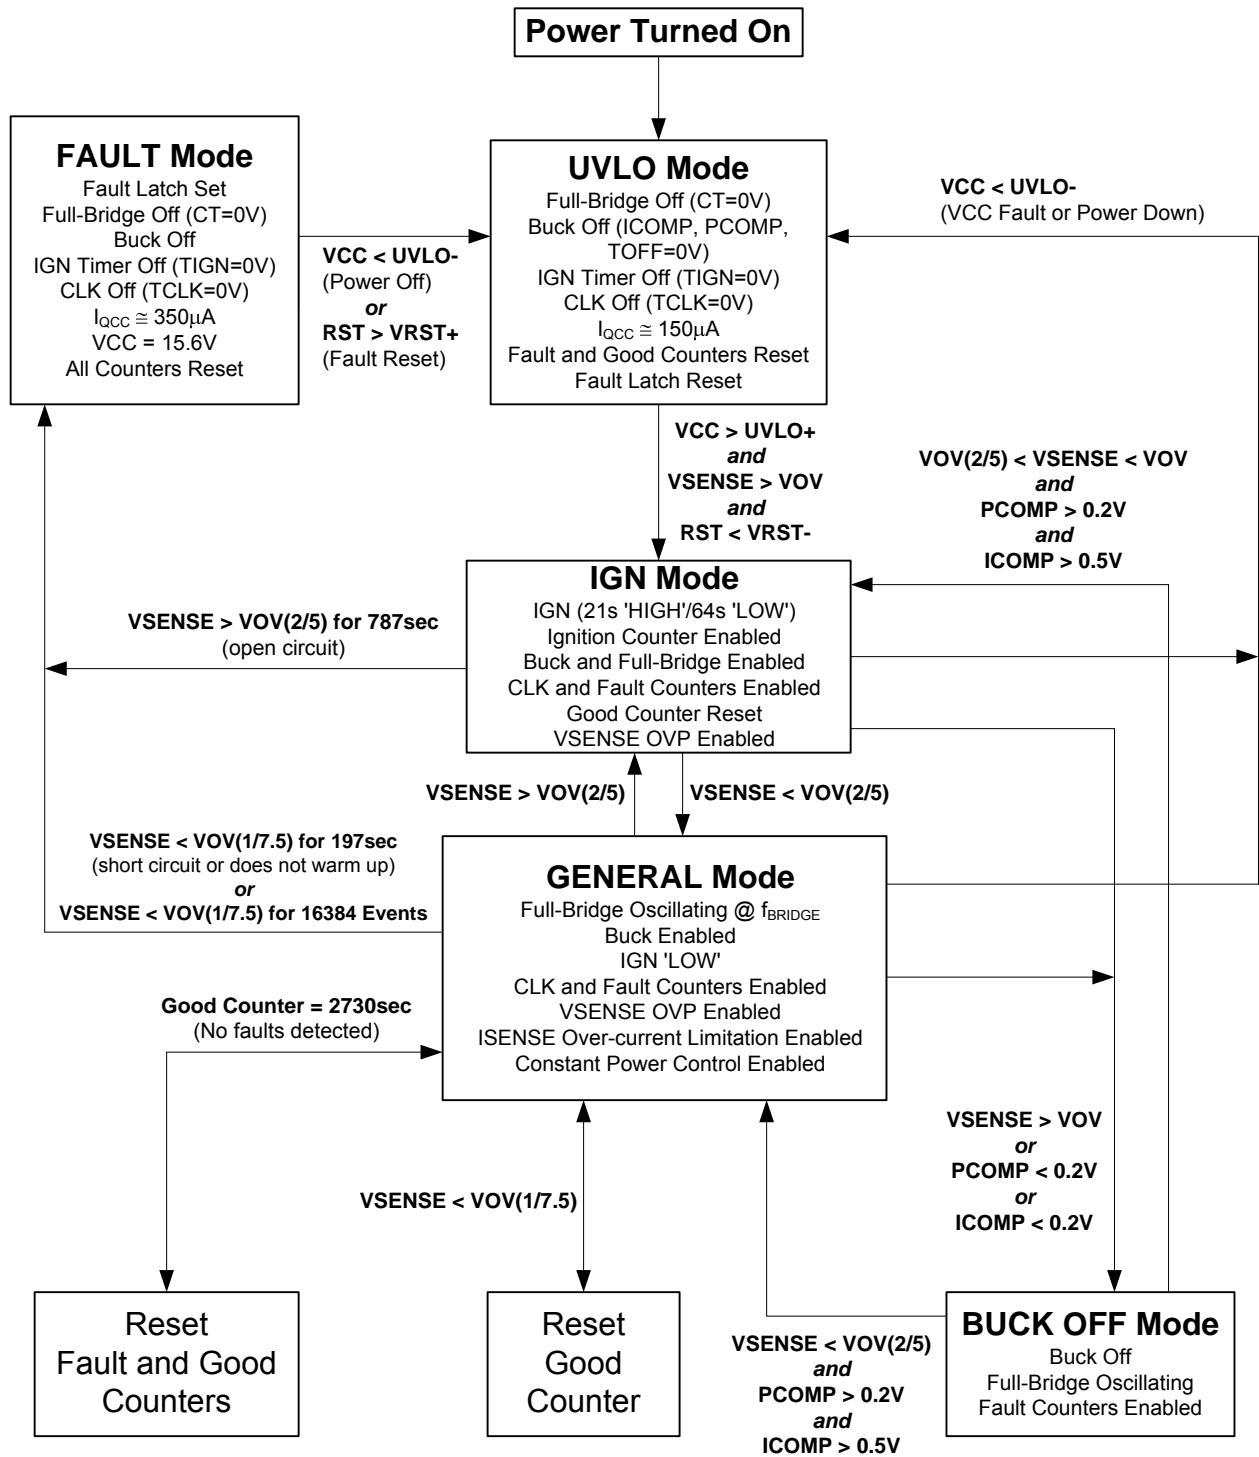 Power Turned On
FAULT Mode
Fault Latch Set
Full-Bridge Off (CT=0V)
Buck Off
IGN Timer Off (TIGN=0V)
CLK Off (TCLK=0V)
IQCC ≅ 350μA
VCC = 15.6V
All Counters Reset
VCC < UVLO-
(Power Off)
or
RST > VRST+
(Fault Reset)
UVLO Mode
Full-Bridge Off (CT=0V)
Buck Off (ICOMP, PCOMP,
TOFF=0V)
IGN Timer Off (TIGN=0V)
CLK Off (TCLK=0V)
IQCC ≅ 150μA
Fault and Good Counters Reset
Fault Latch Reset
VCC < UVLO-
(VCC Fault or Power Down)
VCC > UVLO+
and
VSENSE > VOV
and
RST < VRST-
VOV(2/5) < VSENSE < VOV
and
PCOMP > 0.2V
and
ICOMP > 0.5V
IGN Mode
IGN (21s 'HIGH'/64s 'LOW')
Ignition Counter Enabled
Buck and Full-Bridge Enabled
CLK and Fault Counters Enabled
Good Counter Reset
VSENSE OVP Enabled
VSENSE > VOV(2/5) for 787sec
(open circuit)
VSENSE > VOV(2/5)
VSENSE < VOV(2/5)
VSENSE < VOV(1/7.5) for 197sec
(short circuit or does not warm up)
or
VSENSE < VOV(1/7.5) for 16384 Events
GENERAL Mode
Full-Bridge Oscillating @ fBRIDGE
Buck Enabled
IGN 'LOW'
CLK and Fault Counters Enabled
VSENSE OVP Enabled
ISENSE Over-current Limitation Enabled
Constant Power Control Enabled
Good Counter = 2730sec
(No faults detected)
VSENSE < VOV(1/7.5)
VSENSE > VOV
or
PCOMP < 0.2V
or
ICOMP < 0.2V
Reset
Fault and Good
Counters
Reset
Good
Counter
VSENSE < VOV(2/5)
and
PCOMP > 0.2V
and
ICOMP > 0.5V
BUCK OFF Mode
Buck Off
Full-Bridge Oscillating
Fault Counters Enabled